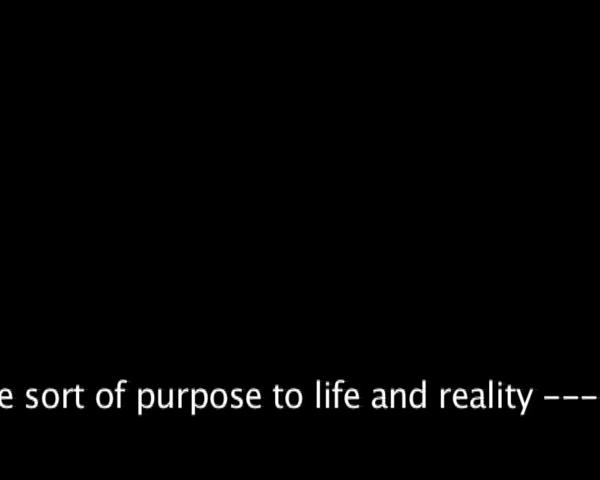 e sort of purpose to life and reality ----